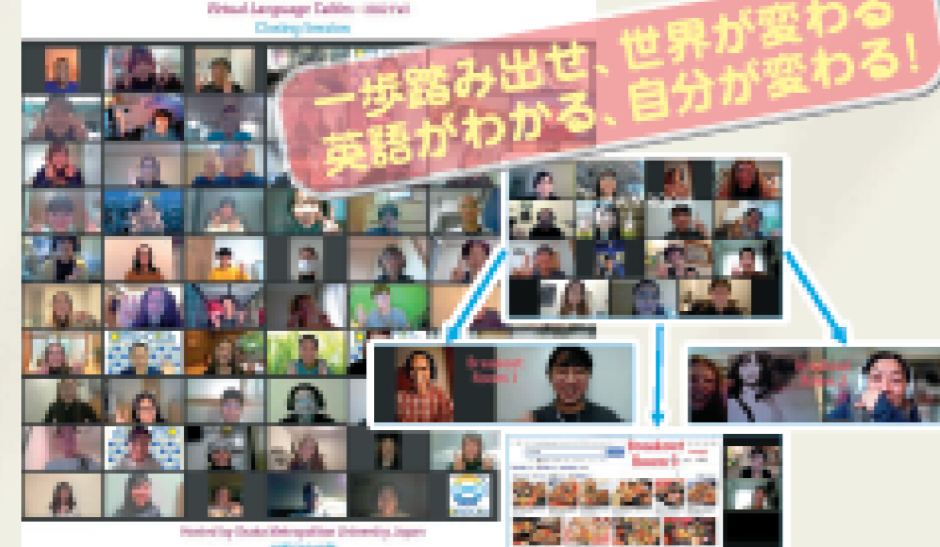 Virtual Language Tables
Closing Session
一歩踏み出せ、世界が変わる
英語がわかる、自分が変わる!
Breakout
Room 1
Breakout
Room 2
Breakout
Room
Hosted by Osaka Metropolitan University, Japan